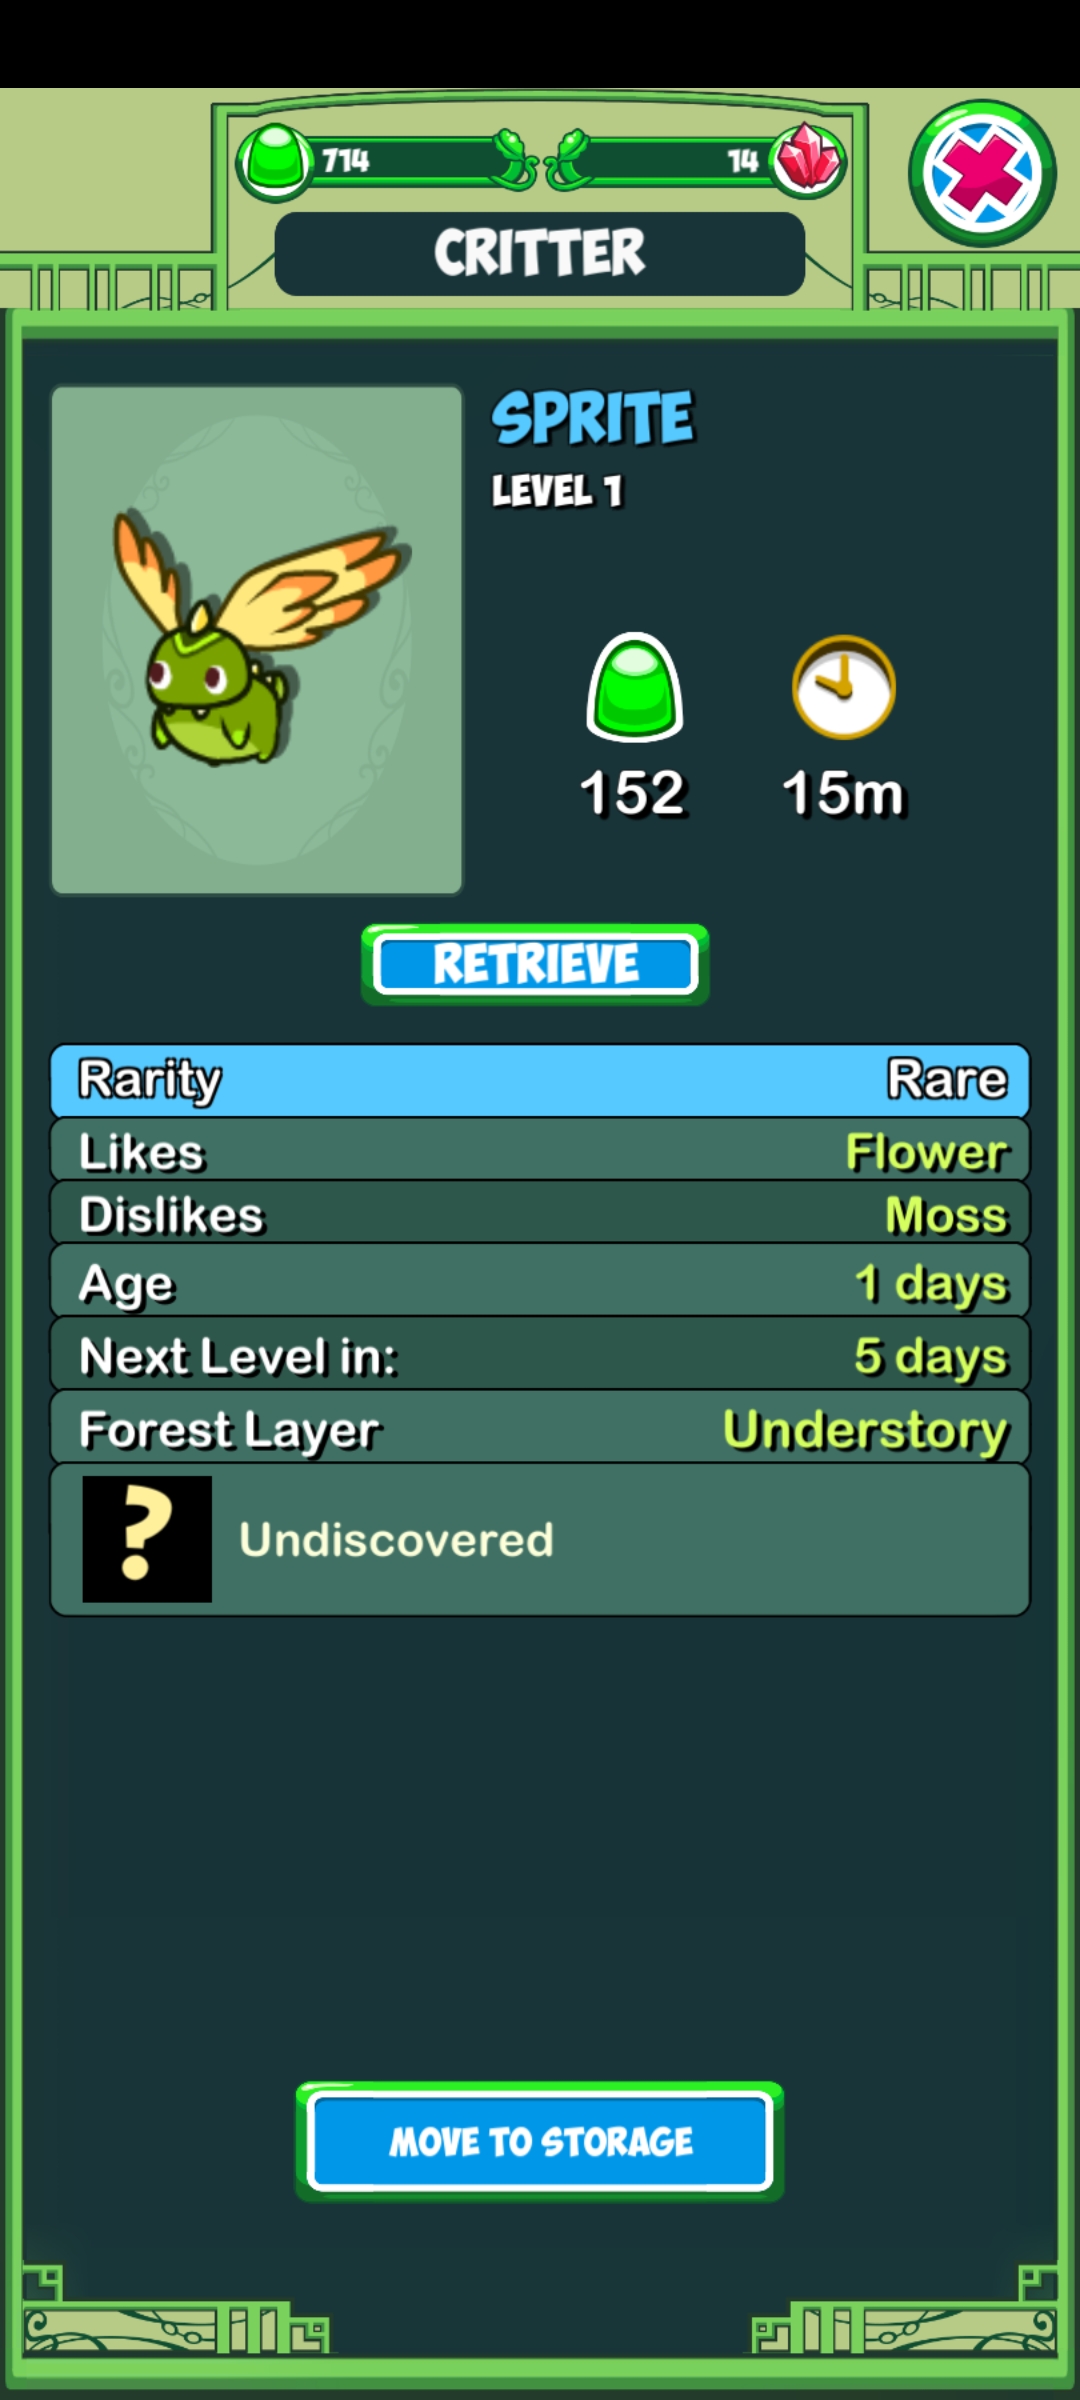 714
14
CRITTER
SPRITE
LEVEL 1
152
15m
RETRIEVE
Rarity Rare
Likes Flower
Dislikes Moss
Age 1 days
Next Level in: 5 days
Forest Layer Understory
?
Undiscovered
MOVE TO STORAGE